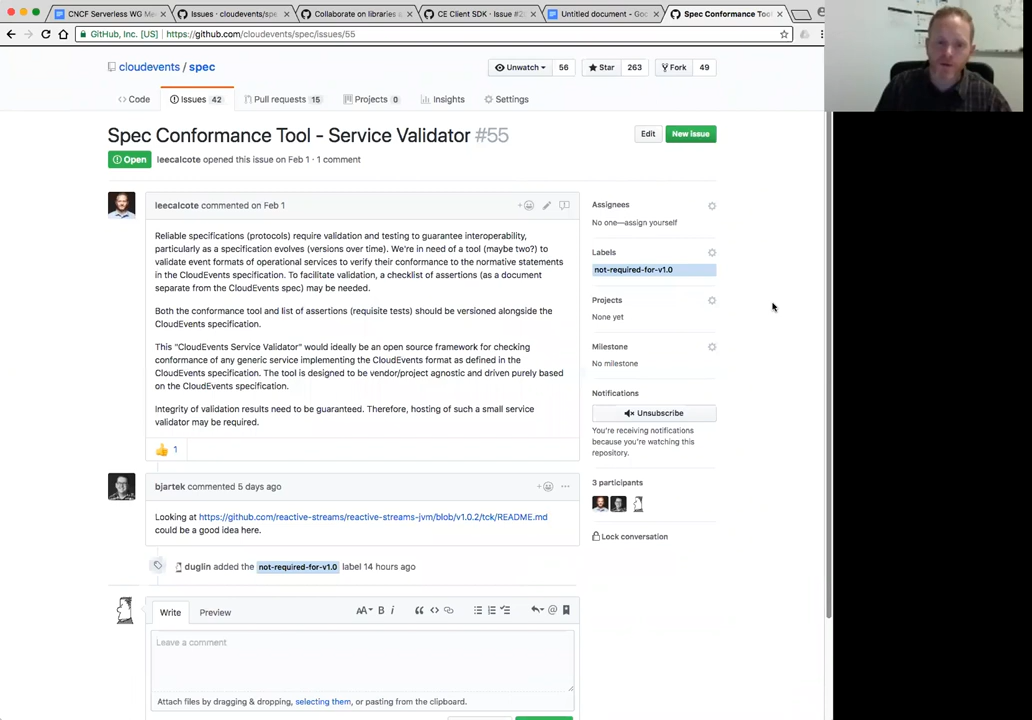 CNCF Serverless WG Me
Issues · cloudevents/spe
Collaborate on libraries a
CE Client SDK · Issue #2
Untitled document - Goo
Spec Conformance Too
GitHub, Inc. [US] https://github.com/cloudevents/spec/issues/55
cloudevents / spec
Unwatch 56 Star 263 Fork 49
Code Issues 42 Pull requests 15 Projects 0 Insights Settings
Spec Conformance Tool - Service Validator #55
Edit New issue
Open leecalcote opened this issue on Feb 1 · 1 comment
leecalcote commented on Feb 1
Reliable specifications (protocols) require validation and testing to guarantee interoperability,
particularly as a specification evolves (versions over time). We're in need of a tool (maybe two?) to
validate event formats of operational services to verify their conformance to the normative statements
in the CloudEvents specification. To facilitate validation, a checklist of assertions (as a document
separate from the CloudEvents spec) may be needed.
Both the conformance tool and list of assertions (requisite tests) should be versioned alongside the
CloudEvents specification.
This "CloudEvents Service Validator" would ideally be an open source framework for checking
conformance of any generic service implementing the CloudEvents format as defined in the
CloudEvents specification. The tool is designed to be vendor/project agnostic and driven purely based
on the CloudEvents specification.
Integrity of validation results need to be guaranteed. Therefore, hosting of such a small service
validator may be required.
1
bjartek commented 5 days ago
Looking at https://github.com/reactive-streams/reactive-streams-jvm/blob/v1.0.2/tck/README.md
could be a good idea here.
duglin added the not-required-for-v1.0 label 14 hours ago
Write Preview
AA B i
Leave a comment
Attach files by dragging & dropping, selecting them, or pasting from the clipboard.
Assignees
No one—assign yourself
Labels
not-required-for-v1.0
Projects
None yet
Milestone
No milestone
Notifications
Unsubscribe
You're receiving notifications
because you're watching this
repository.
3 participants
Lock conversation